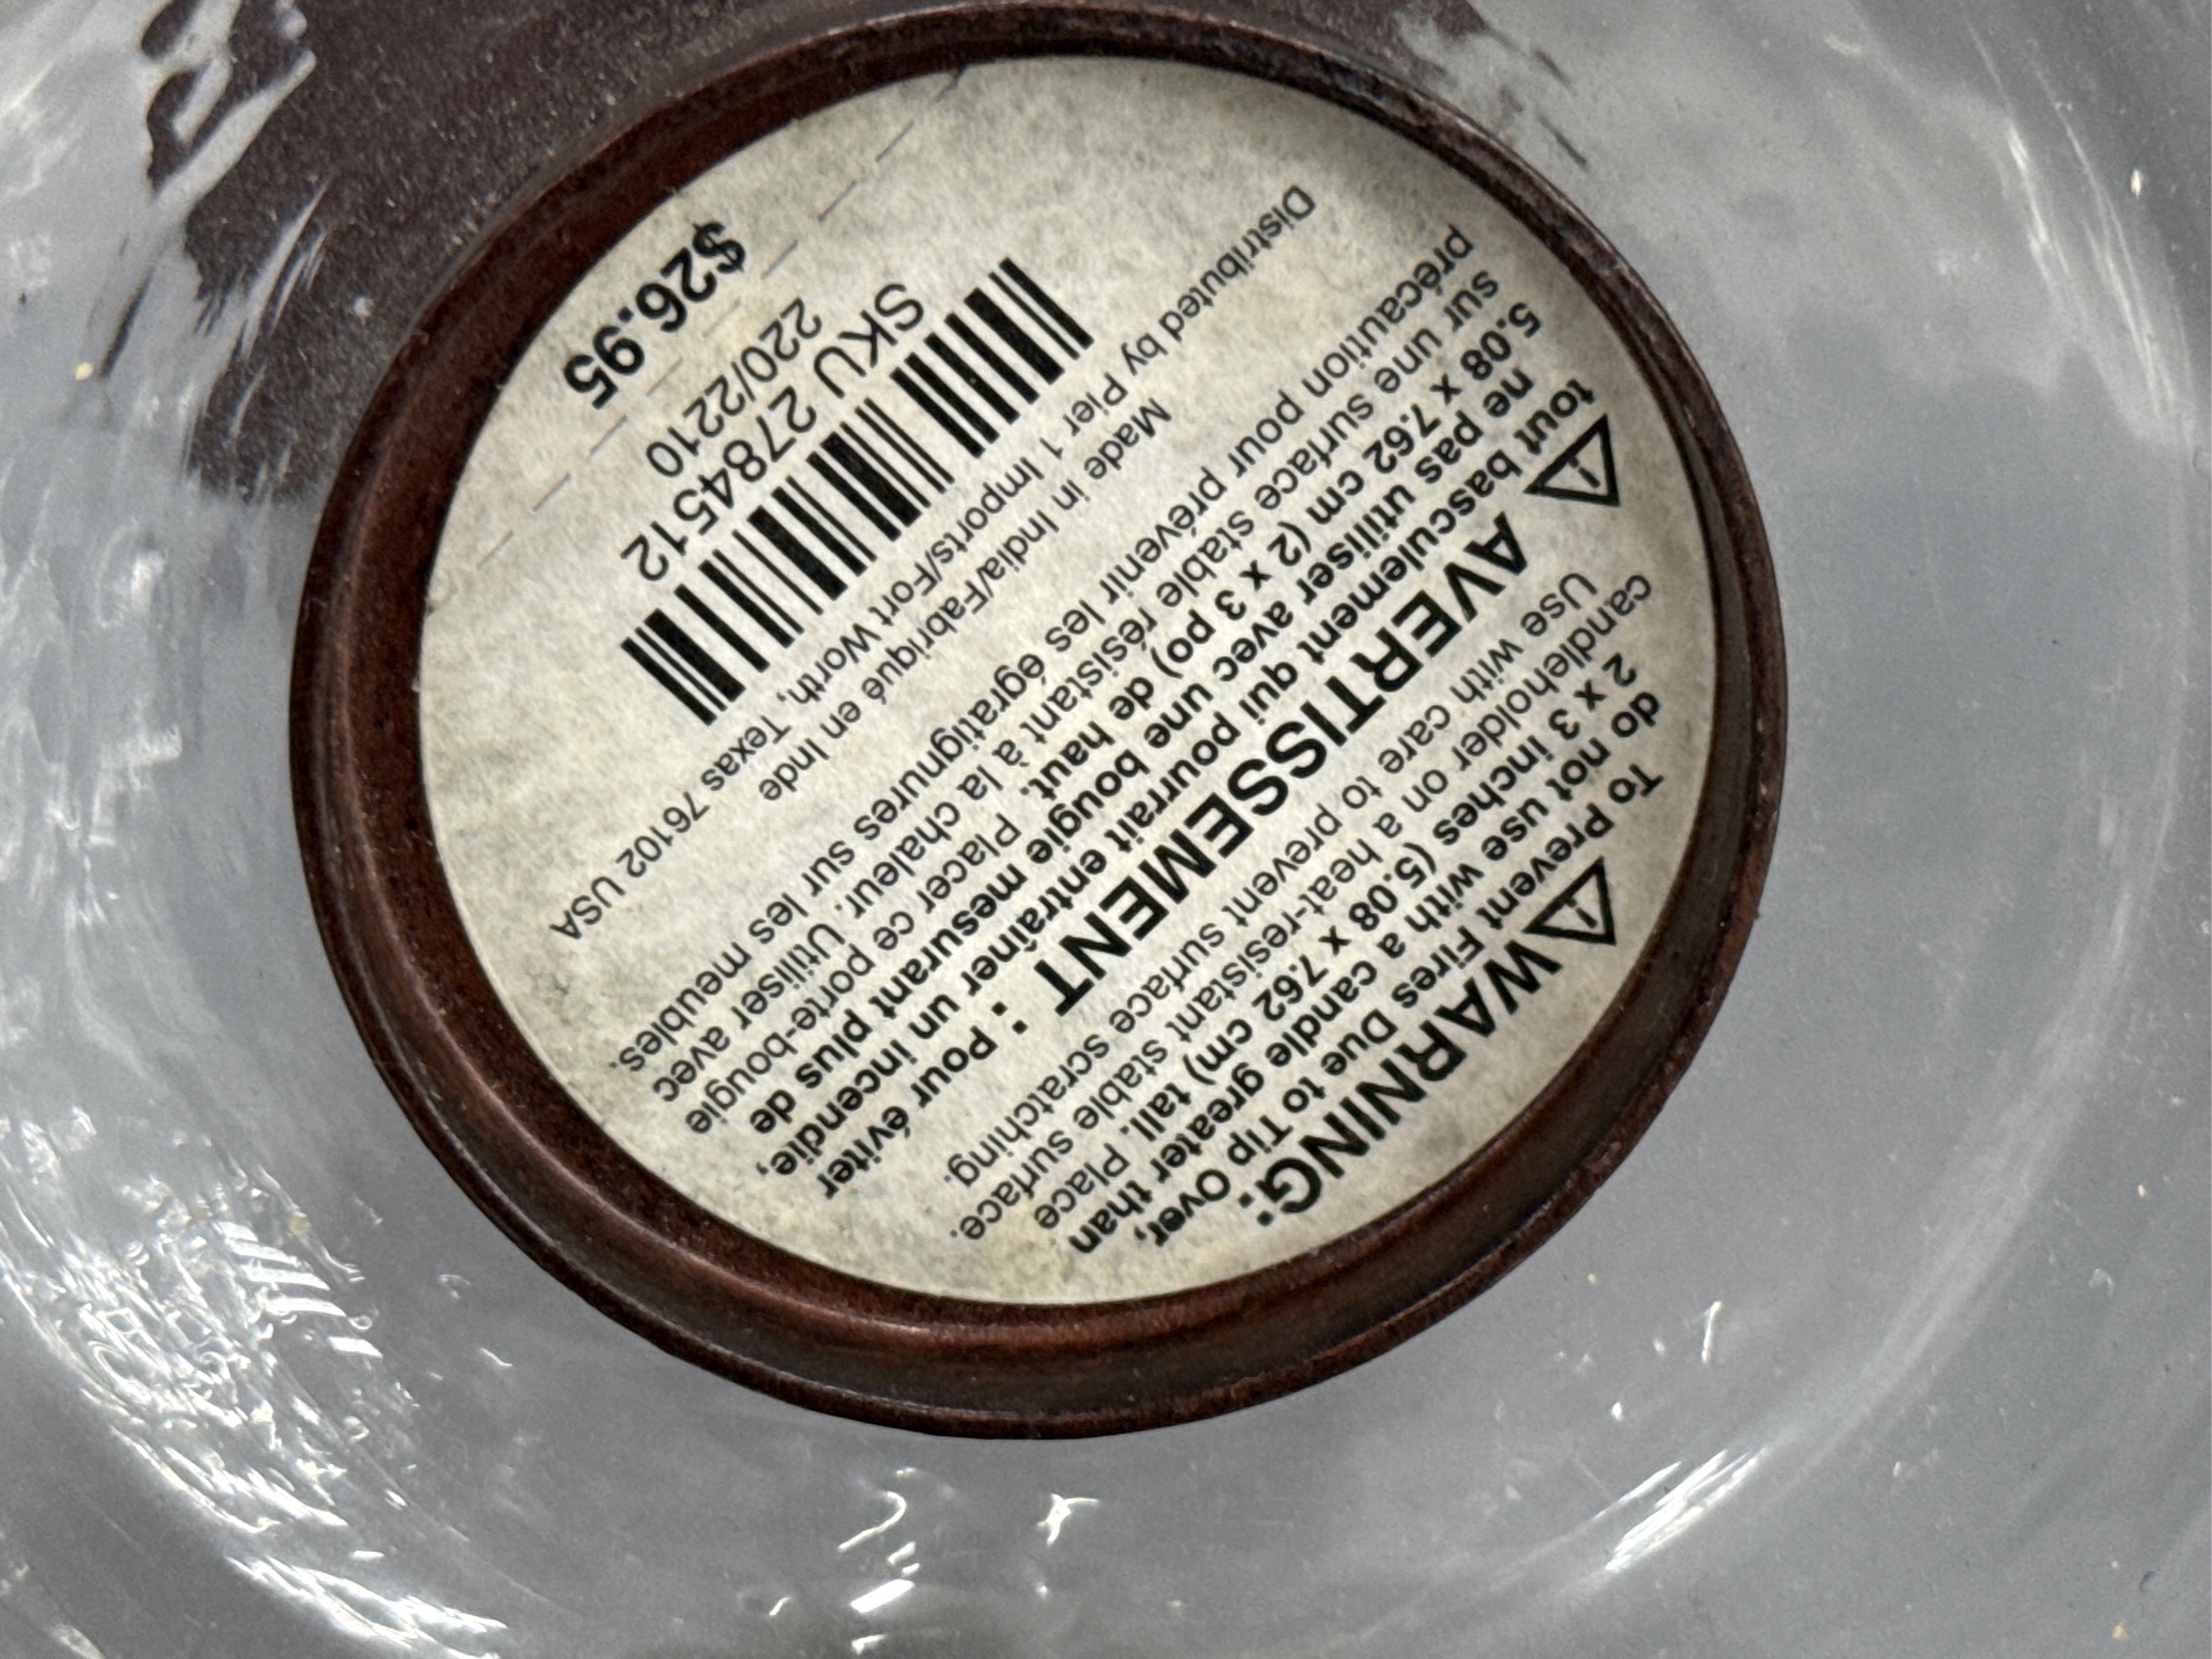 ⚠WARNING:
To Prevent Fires Due to Tip Over,
do not use with a candle greater than
2 x 3 inches (5.08 x 7.62 cm) tall. Place
candleholder on a heat-resistant stable surface.
Use with care to prevent surface scratching.
⚠ AVERTISSEMENT : Pour éviter
tout basculement qui pourrait entraîner un incendie,
ne pas utiliser avec une bougie mesurant plus de
5.08 x 7.62 cm (2 x 3 po) de haut. Placer ce porte-bougie
sur une surface stable résistant à la chaleur. Utiliser avec
précaution pour prévenir les égratignures sur les meubles.
Made in India/Fabriqué en Inde
Distributed by Pier 1 Imports/Fort Worth, Texas 76102 USA
SKU 2784512
220/2210
$26.95